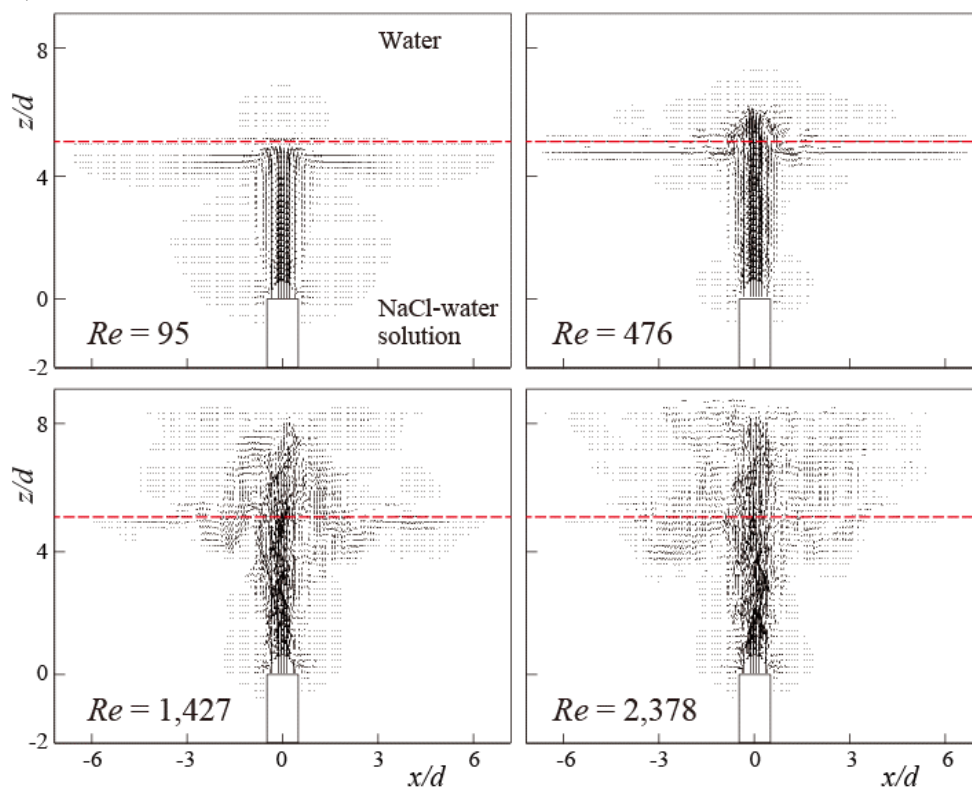 8
Water
z/d
4
0
NaCl-water
solution
Re = 95
-2
Re = 476
8
z/d
4
0
Re = 1,427
-2
Re = 2,378
-6 -3 0 3 6
x/d
-6 -3 0 3 6
x/d